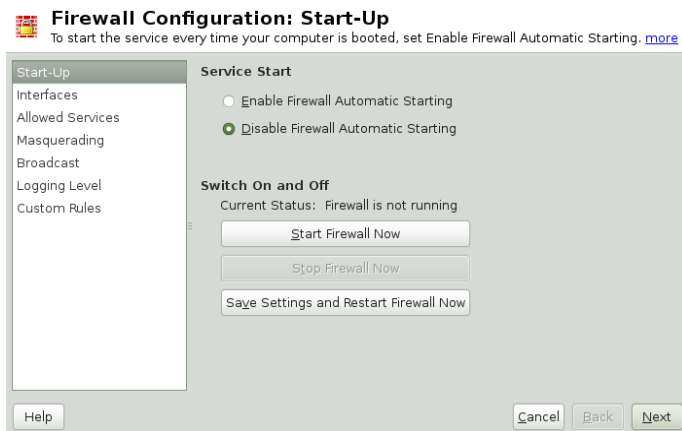 Firewall Configuration: Start-Up
To start the service every time your computer is booted, set Enable Firewall Automatic Starting. more
Start-Up
Interfaces
Allowed Services
Masquerading
Broadcast
Logging Level
Custom Rules
Service Start
Enable Firewall Automatic Starting
Disable Firewall Automatic Starting
Switch On and Off
Current Status: Firewall is not running
Start Firewall Now
Stop Firewall Now
Save Settings and Restart Firewall Now
Help
Cancel
Back
Next